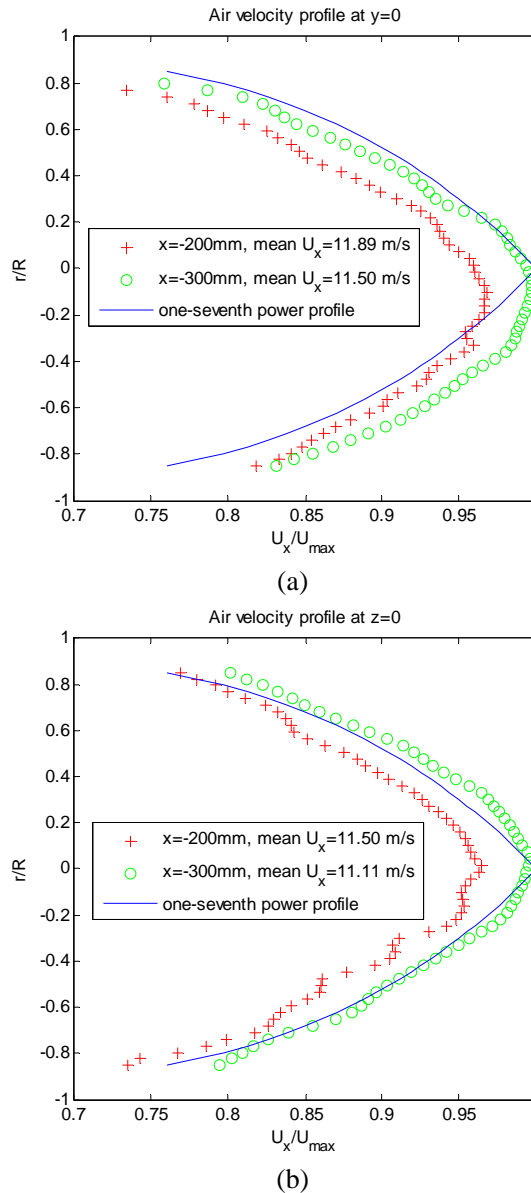 Air velocity profile at y=0
1
0.8
0.6
0.4
0.2
0
-0.2
-0.4
-0.6
-0.8
-1
r/R
x=-200mm, mean U_x=11.89 m/s
x=-300mm, mean U_x=11.50 m/s
one-seventh power profile
0.7 0.75 0.8 0.85 0.9 0.95
U_x/U_max
(a)
Air velocity profile at z=0
1
0.8
0.6
0.4
0.2
0
-0.2
-0.4
-0.6
-0.8
-1
r/R
x=-200mm, mean U_x=11.50 m/s
x=-300mm, mean U_x=11.11 m/s
one-seventh power profile
0.7 0.75 0.8 0.85 0.9 0.95
U_x/U_max
(b)